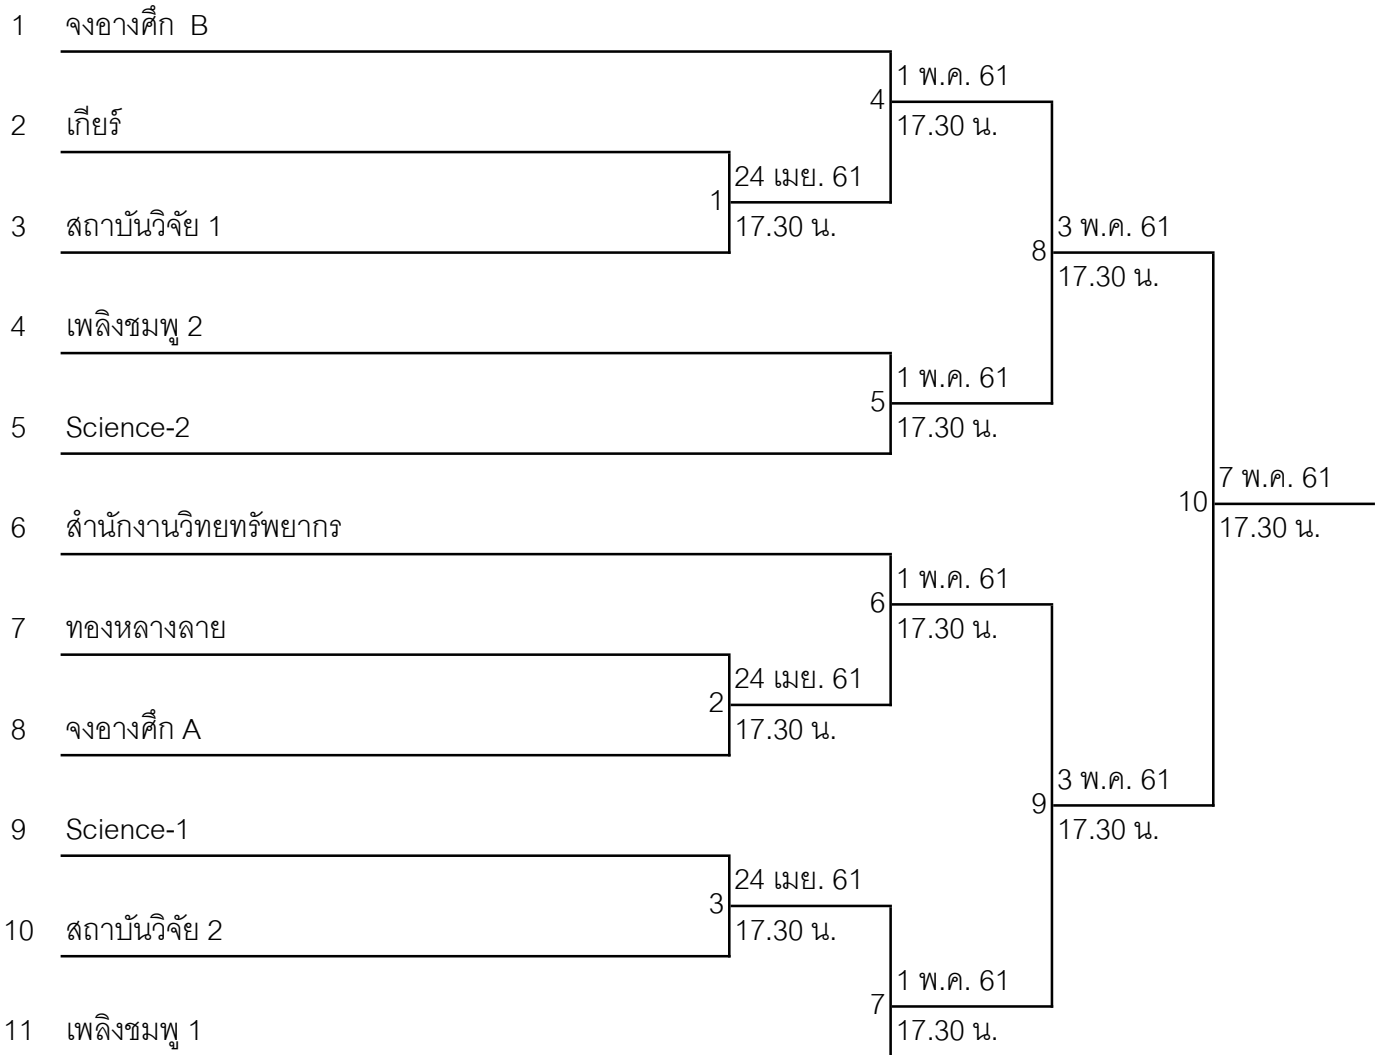 1 จงอางศึก B
1 พ.ค. 61
4
17.30 น.
2 เกียร์
24 เมย. 61
1
17.30 น.
3 สถาบันวิจัย 1
3 พ.ค. 61
8
17.30 น.
4 เพลิงชมพู 2
1 พ.ค. 61
5
17.30 น.
5 Science-2
7 พ.ค. 61
10
17.30 น.
6 สำนักงานวิทยทรัพยากร
1 พ.ค. 61
6
17.30 น.
7 ทองหลางลาย
24 เมย. 61
2
17.30 น.
8 จงอางศึก A
3 พ.ค. 61
9
17.30 น.
9 Science-1
24 เมย. 61
3
17.30 น.
10 สถาบันวิจัย 2
1 พ.ค. 61
7
17.30 น.
11 เพลิงชมพู 1